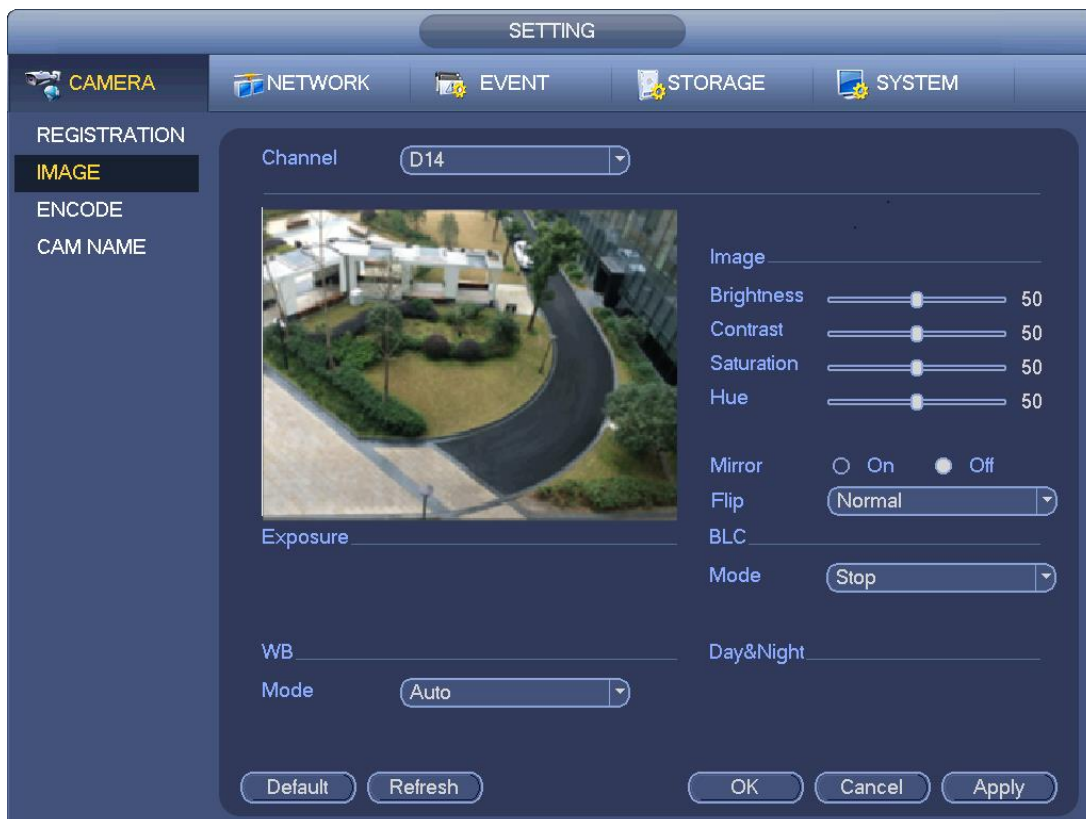 SETTING
CAMERA NETWORK EVENT STORAGE SYSTEM
REGISTRATION
IMAGE
ENCODE
CAM NAME
Channel D14
Image
Brightness 50
Contrast 50
Saturation 50
Hue 50
Mirror On Off
Flip Normal
Exposure BLC
Mode Stop
WB Day&Night
Mode Auto
Default Refresh OK Cancel Apply